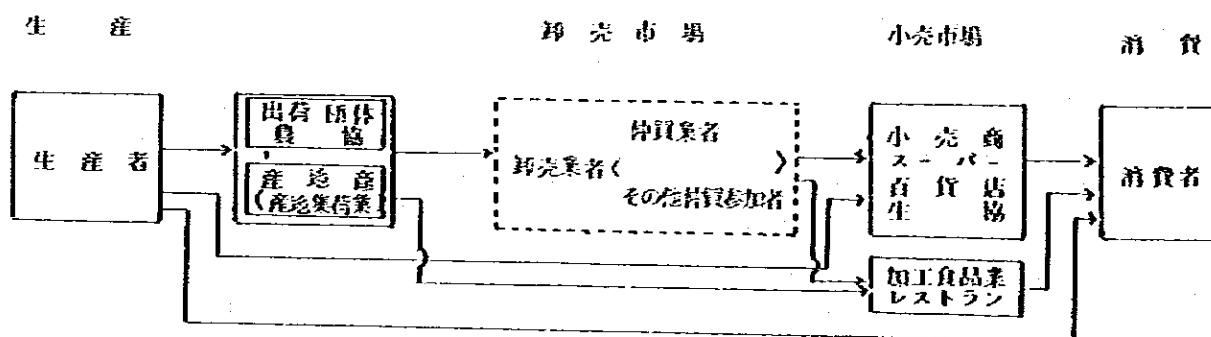 生産
卸売市場
小売市場
消費
生産者
出荷団体
農協
産地商
(産地集荷業)
仲買業者
卸売業者
その他買参加者
小売商
スーパー
百貨店
生協
加工食品業
レストラン
消費者